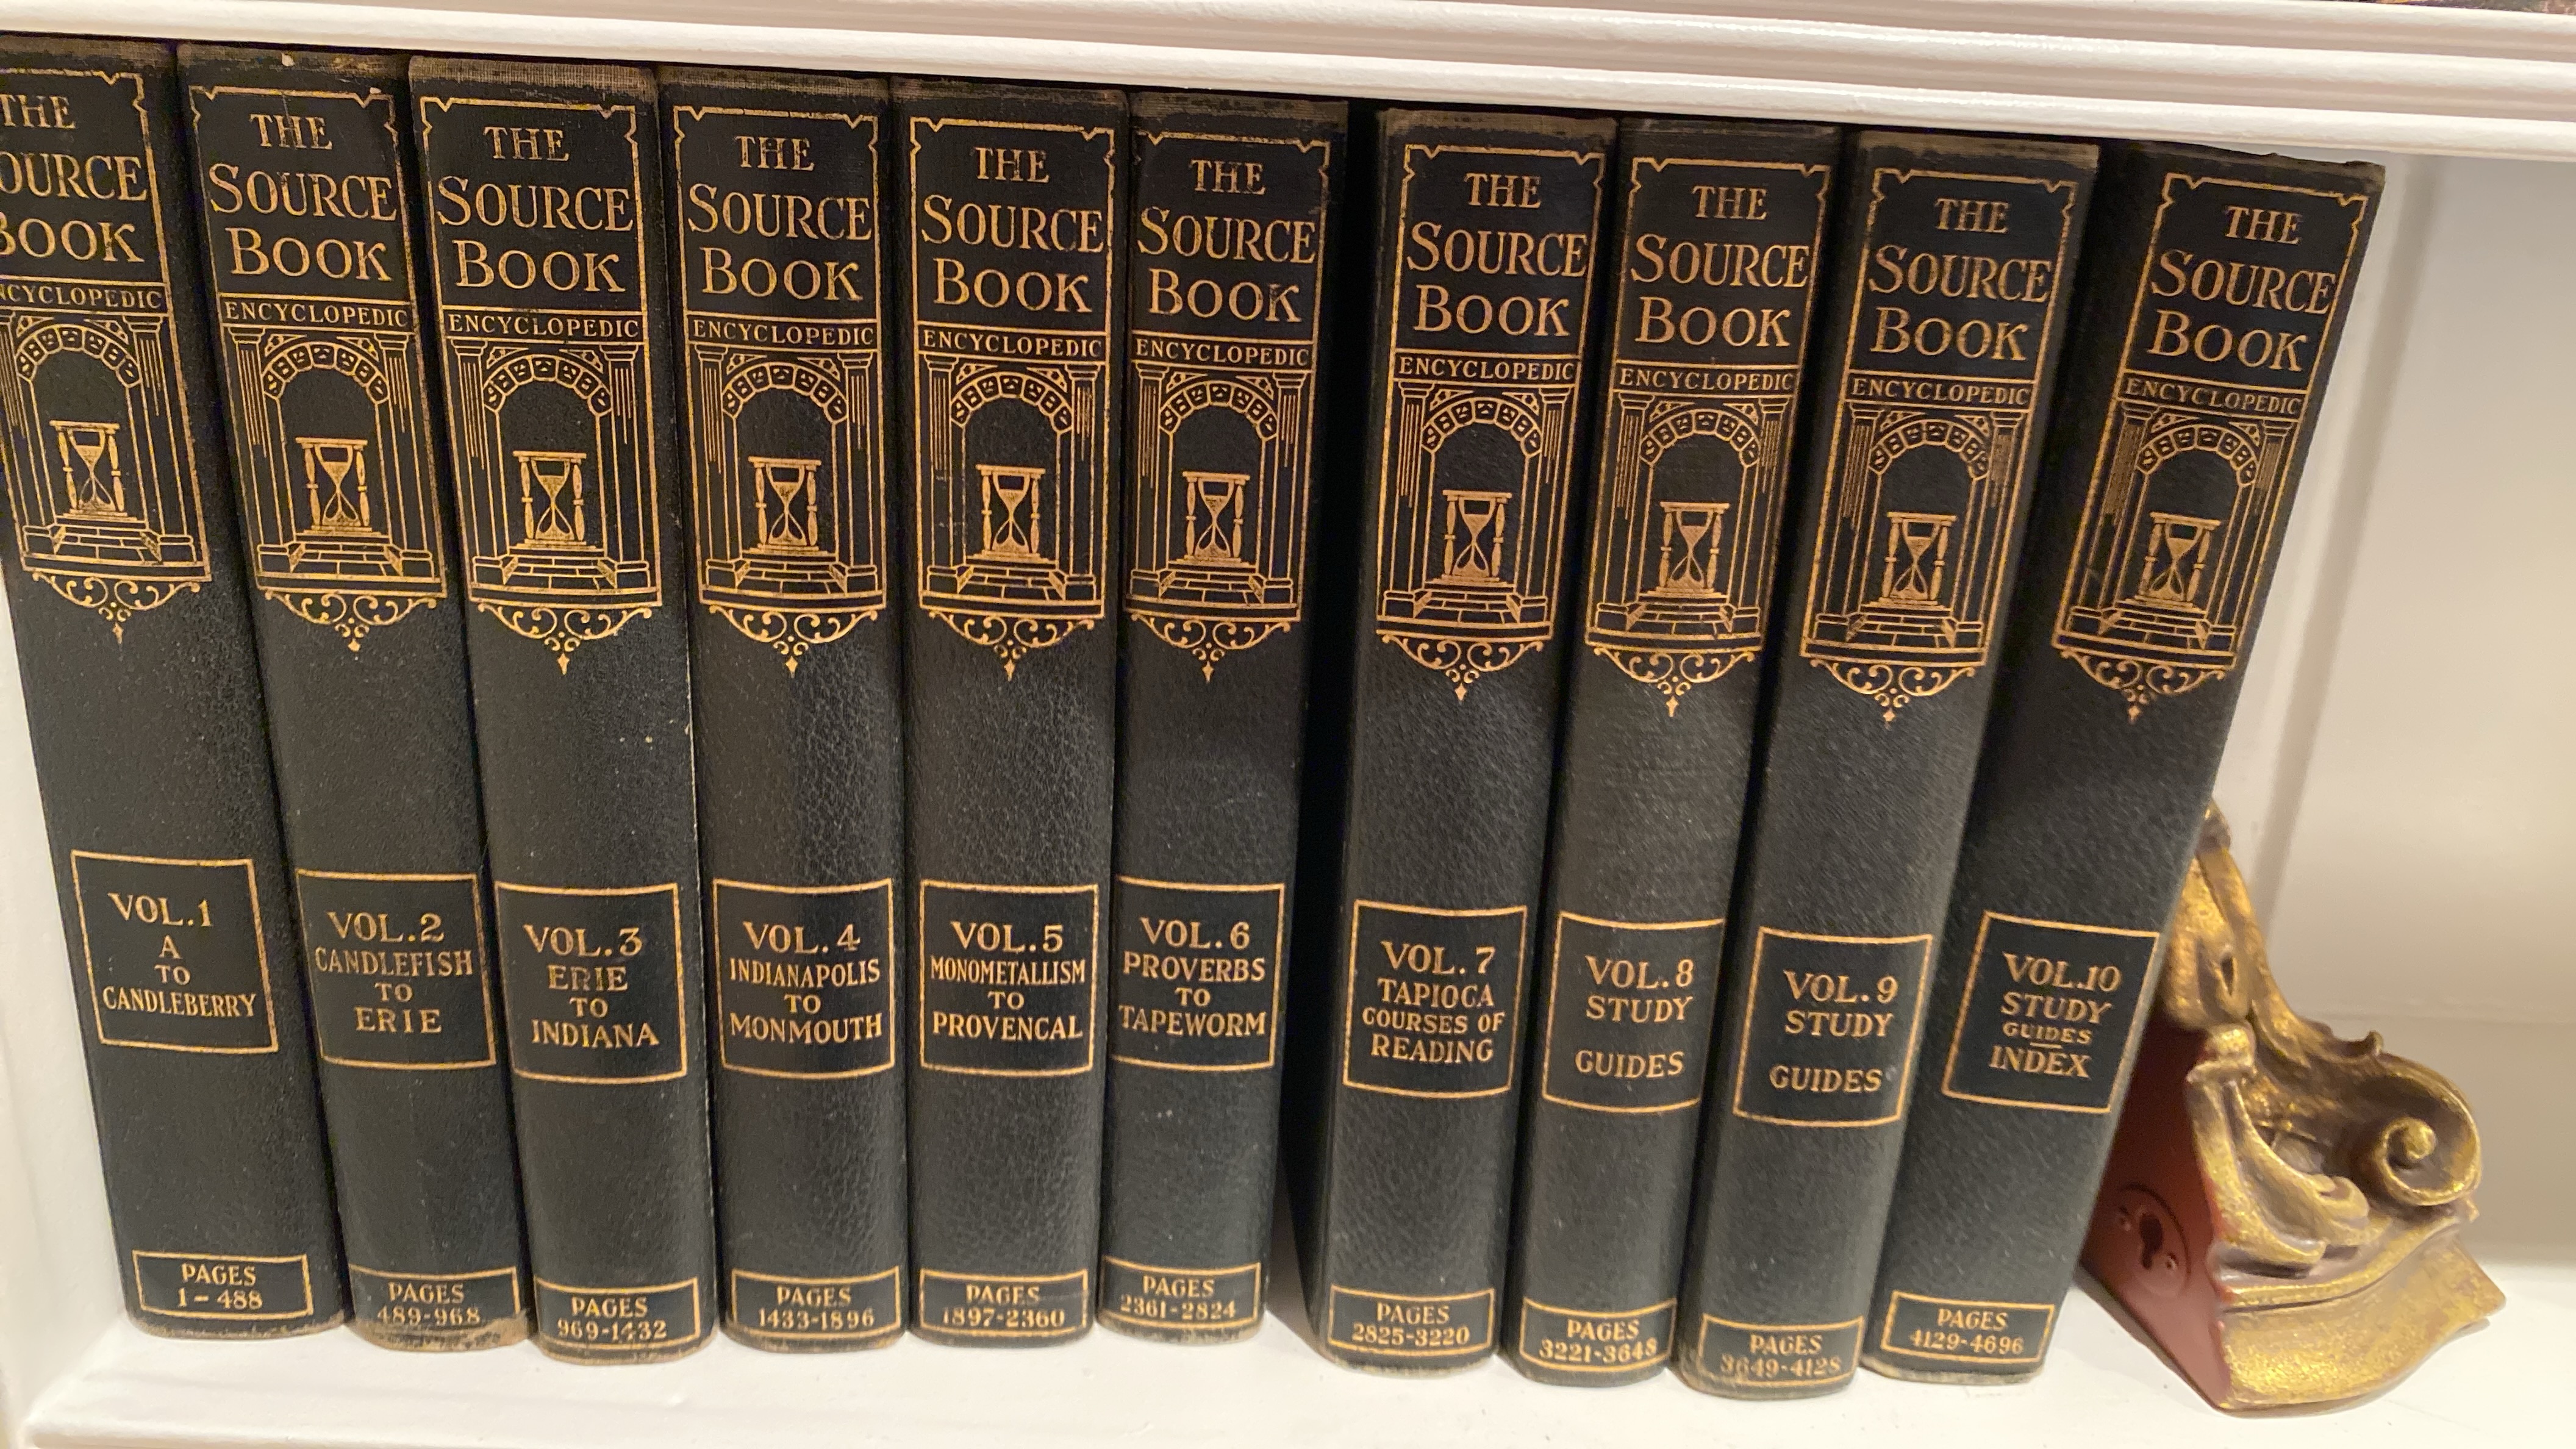 THE
SOURCE
BOOK
ENCYCLOPEDIC
VOL.1
A
TO
CANDLEBERRY
PAGES
1-488
THE
SOURCE
BOOK
ENCYCLOPEDIC
VOL.2
CANDLEFISH
TO
ERIE
PAGES
489-968
THE
SOURCE
BOOK
ENCYCLOPEDIC
VOL.3
ERIE
TO
INDIANA
PAGES
969-1432
THE
SOURCE
BOOK
ENCYCLOPEDIC
VOL.4
INDIANAPOLIS
TO
MONMOUTH
PAGES
1433-1896
THE
SOURCE
BOOK
ENCYCLOPEDIC
VOL.5
MONOMETALLISM
TO
PROVENCAL
PAGES
1897-2360
THE
SOURCE
BOOK
ENCYCLOPEDIC
VOL.6
PROVERBS
TO
TAPEWORM
PAGES
2361-2824
THE
SOURCE
BOOK
ENCYCLOPEDIC
VOL.7
TAPIOCA
COURSES OF
READING
PAGES
2825-3220
THE
SOURCE
BOOK
ENCYCLOPEDIC
VOL.8
STUDY
GUIDES
PAGES
3221-3648
THE
SOURCE
BOOK
ENCYCLOPEDIC
VOL.9
STUDY
GUIDES
PAGES
3649-4128
THE
SOURCE
BOOK
ENCYCLOPEDIC
VOL.10
STUDY
GUIDES
INDEX
PAGES
4129-4696